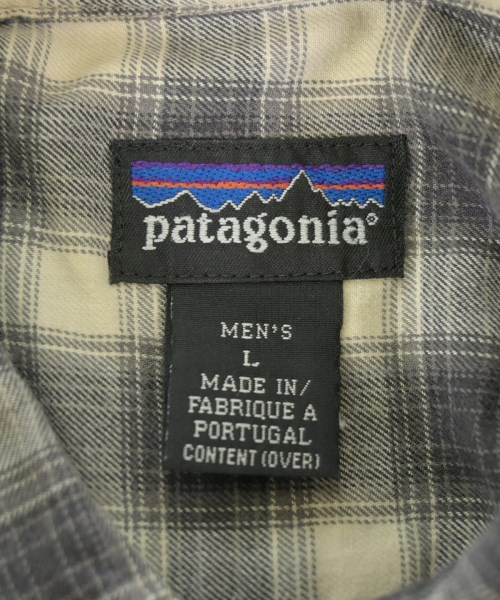 patagonia®
MEN'S
L
MADE IN/
FABRIQUE A
PORTUGAL
CONTENT (OVER)